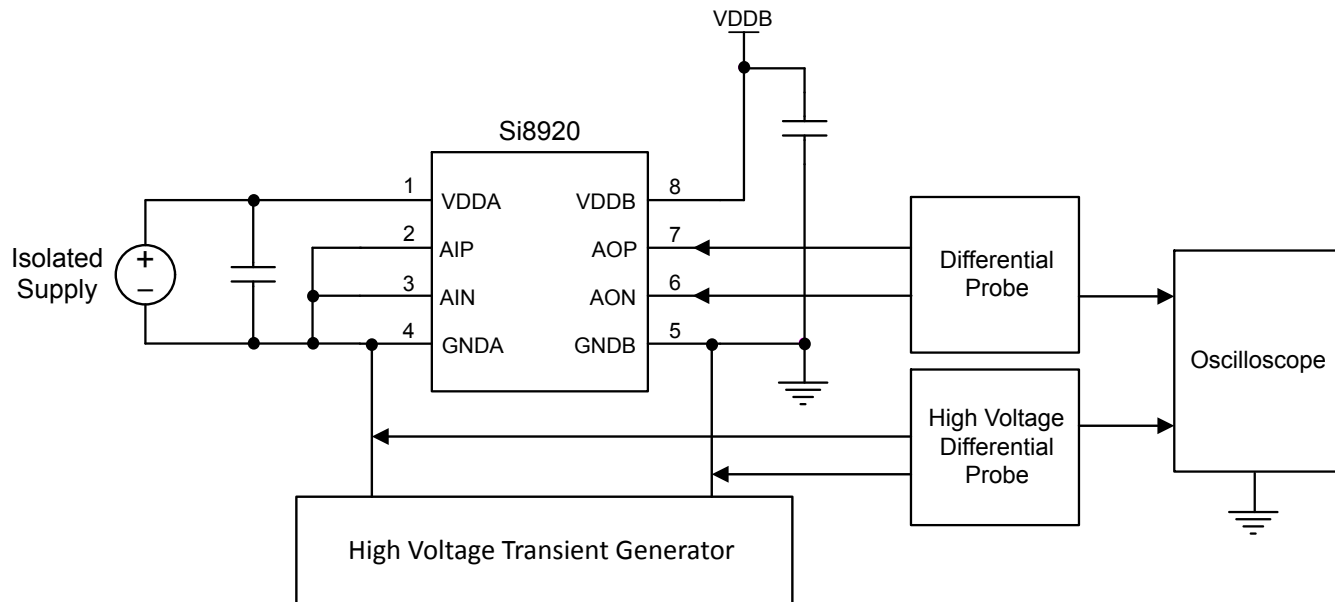 VDDB
Si8920
1
VDDA
VDDB
8
2
AIP
AOP
7
3
AIN
AON
6
4
GNDA
GNDB
5
Isolated
Supply
+
–
Differential
Probe
High Voltage
Differential
Probe
Oscilloscope
High Voltage Transient Generator